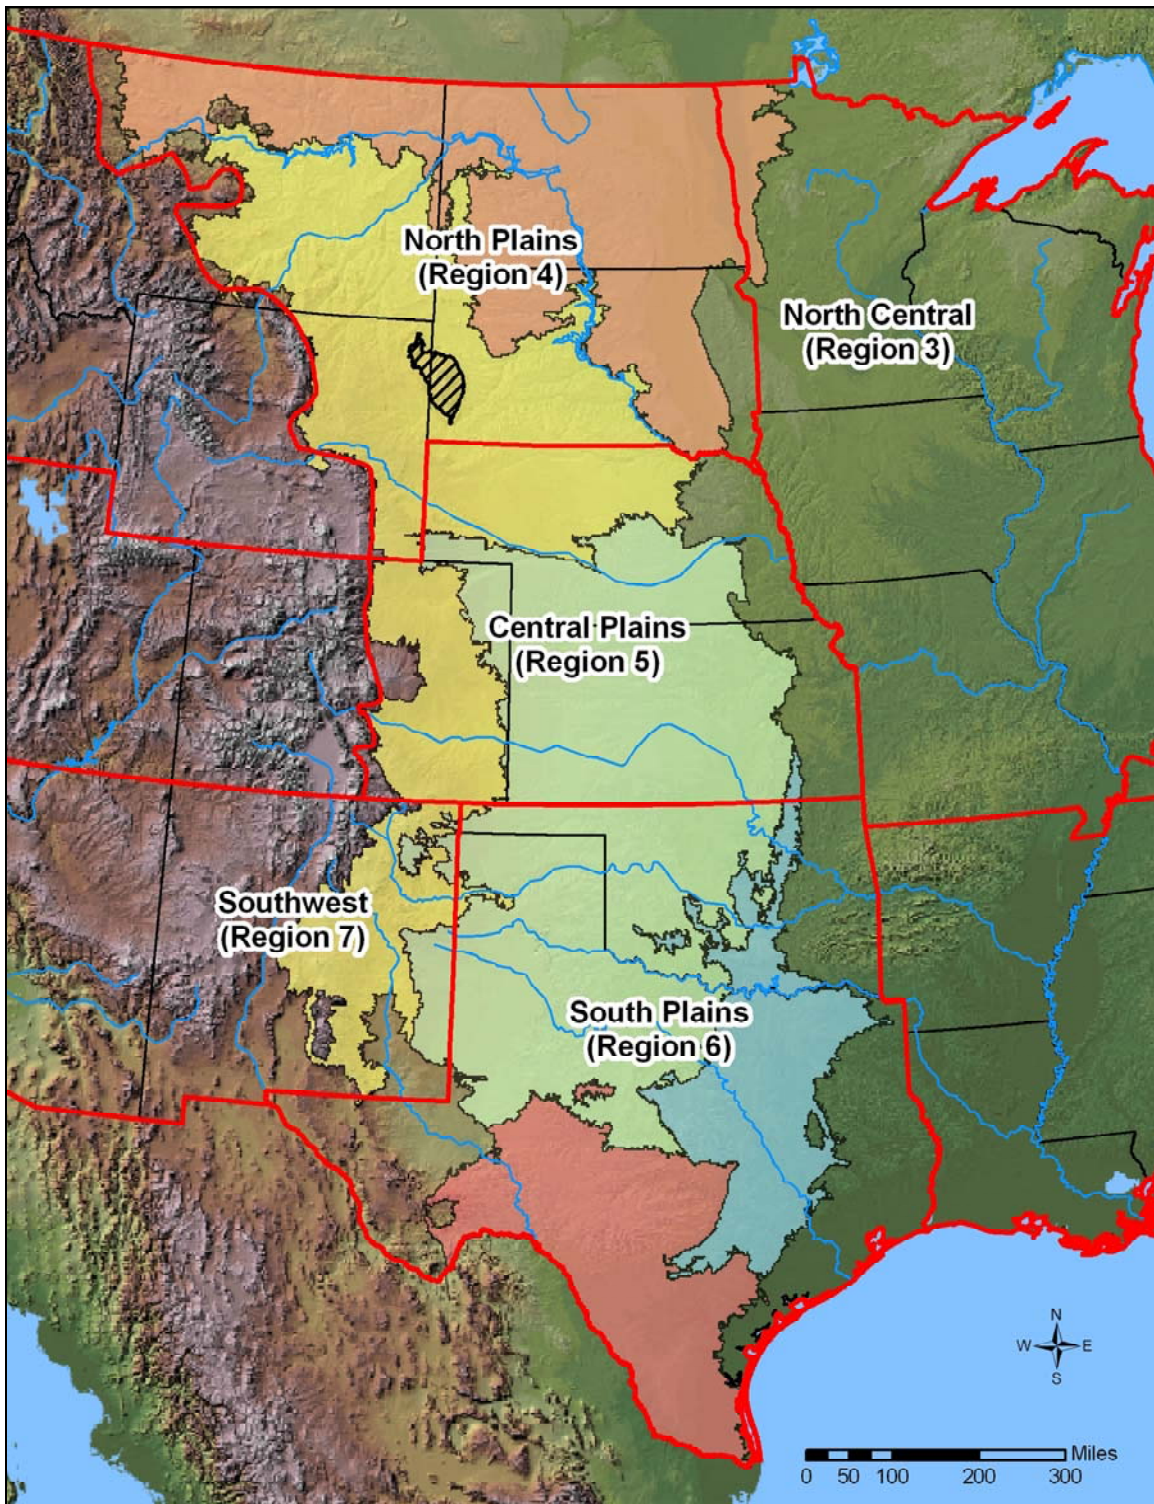 North Plains
(Region 4)
North Central
(Region 3)
Central Plains
(Region 5)
Southwest
(Region 7)
South Plains
(Region 6)
N
W E
S
Miles
0 50 100 200 300